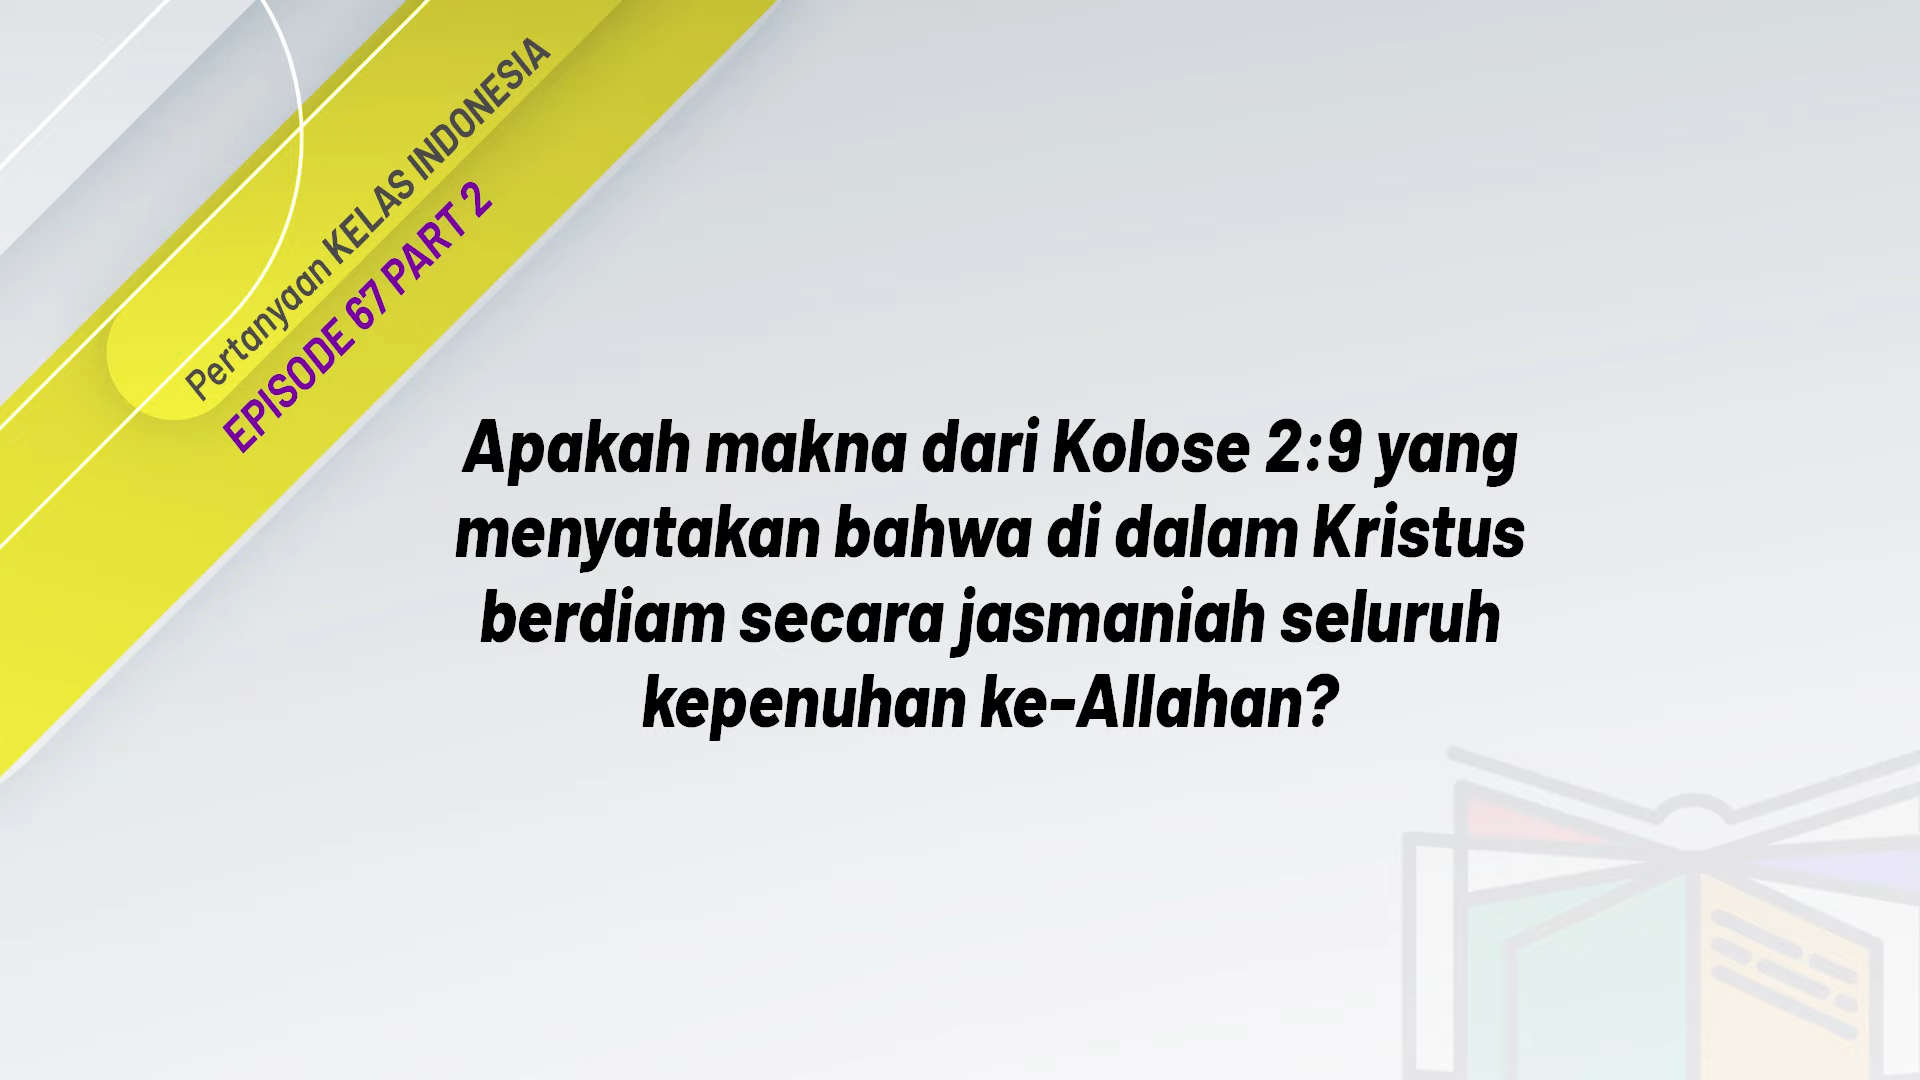 Pertanyaan KELAS INDONESIA
EPISODE 67 PART 2
Apakah makna dari Kolose 2:9 yang
menyatakan bahwa di dalam Kristus
berdiam secara jasmaniah seluruh
kepenuhan ke-Allahan?